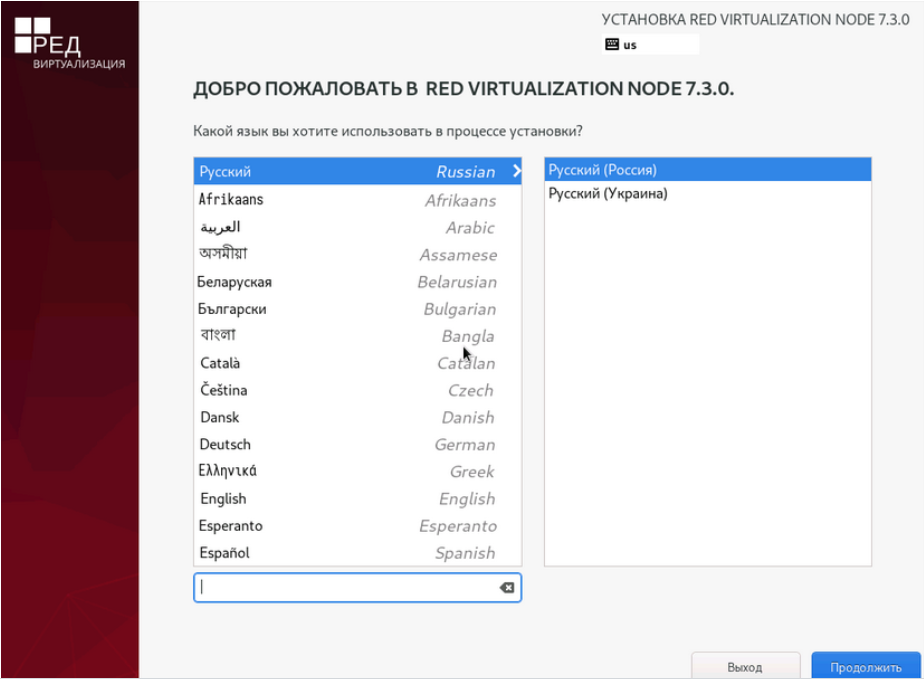 РЕД
ВИРТУАЛИЗАЦИЯ
УСТАНОВКА RED VIRTUALIZATION NODE 7.3.0
us
ДОБРО ПОЖАЛОВАТЬ В RED VIRTUALIZATION NODE 7.3.0.
Какой язык вы хотите использовать в процессе установки?
Русский Russian
Afrikaans Afrikaans
العربية Arabic
অসমীয়া Assamese
Беларуская Belarusian
Български Bulgarian
বাংলা Bangla
Català Catalan
Čeština Czech
Dansk Danish
Deutsch German
Ελληνικά Greek
English English
Esperanto Esperanto
Español Spanish
Русский (Россия)
Русский (Украина)
Выход
Продолжить